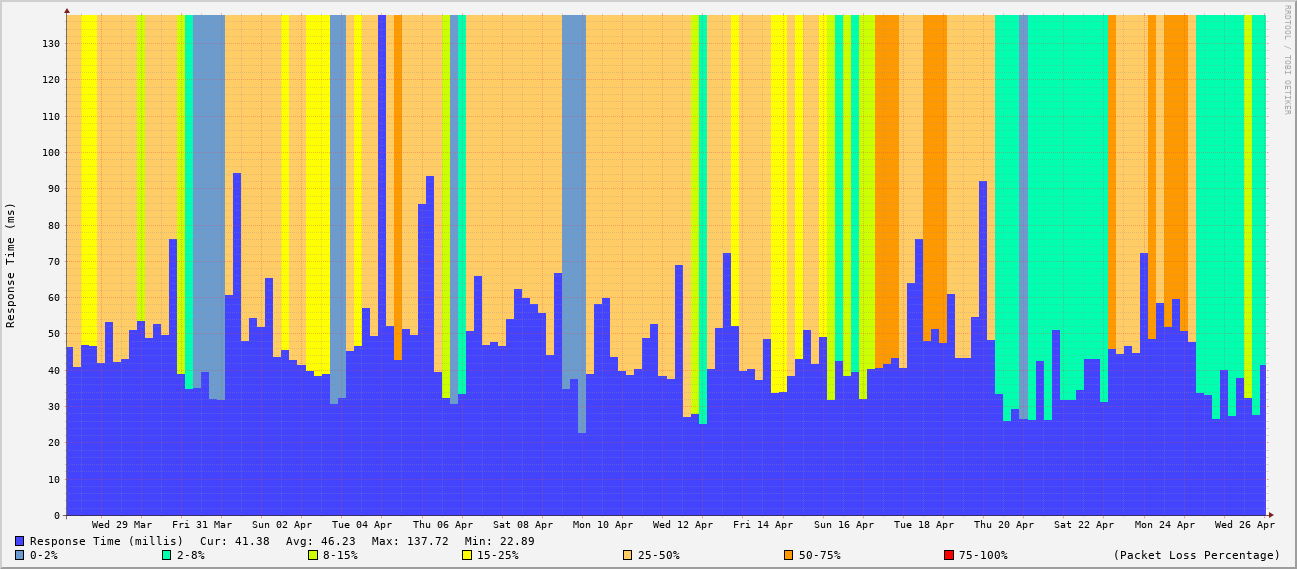 RRDTOOL / TOBI OETIKER
Response Time (ms)
130
120
110
100
90
80
70
60
50
40
30
20
10
0
Wed 29 Mar Fri 31 Mar Sun 02 Apr Tue 04 Apr Thu 06 Apr Sat 08 Apr Mon 10 Apr Wed 12 Apr Fri 14 Apr Sun 16 Apr Tue 18 Apr Thu 20 Apr Sat 22 Apr Mon 24 Apr Wed 26 Apr
Response Time (millis) Cur: 41.38 Avg: 46.23 Max: 137.72 Min: 22.89
0-2% 2-8% 8-15% 15-25% 25-50% 50-75% 75-100% (Packet Loss Percentage)